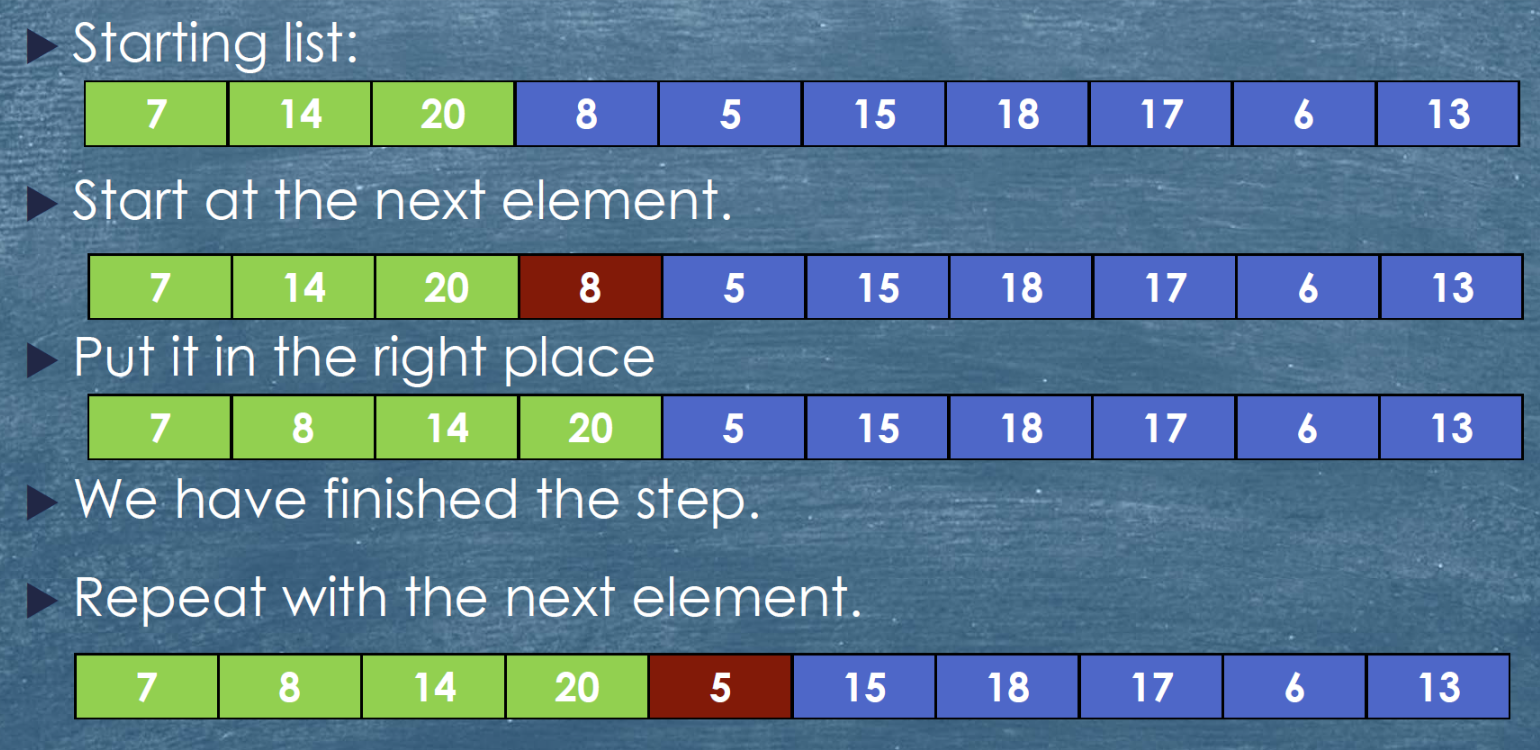 Starting list:
7 14 20 8 5 15 18 17 6 13
Start at the next element.
7 14 20 8 5 15 18 17 6 13
Put it in the right place
7 8 14 20 5 15 18 17 6 13
We have finished the step.
Repeat with the next element.
7 8 14 20 5 15 18 17 6 13